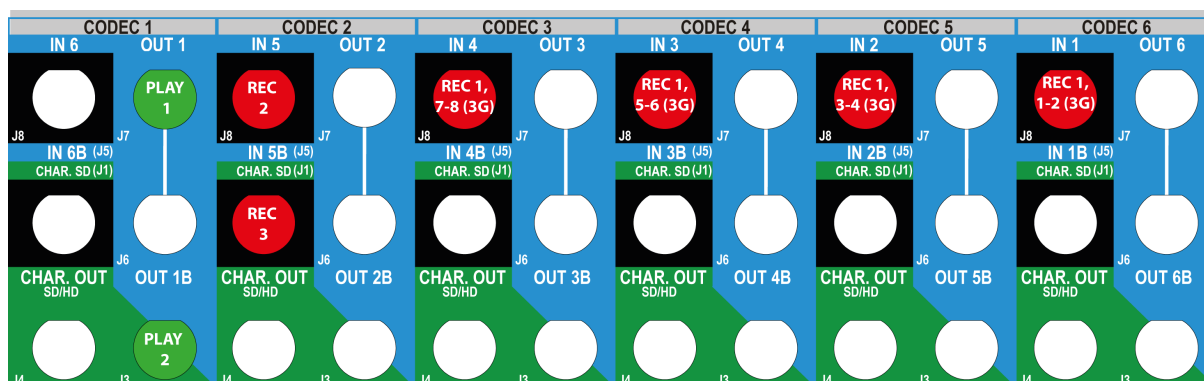 CODEC 1 CODEC 2 CODEC 3 CODEC 4 CODEC 5 CODEC 6
IN 6 OUT 1 IN 5 OUT 2 IN 4 OUT 3 IN 3 OUT 4 IN 2 OUT 5 IN 1 OUT 6
PLAY 1
REC 2
REC 1, 7-8 (3G)
REC 1, 5-6 (3G)
REC 1, 3-4 (3G)
REC 1, 1-2 (3G)
J8 J7 J8 J7 J8 J7 J8 J7 J8 J7 J8 J7
IN 6B (J5) IN 5B (J5) IN 4B (J5) IN 3B (J5) IN 2B (J5) IN 1B (J5)
CHAR. SD (J1) CHAR. SD (J1) CHAR. SD (J1) CHAR. SD (J1) CHAR. SD (J1) CHAR. SD (J1)
REC 3
J6 J6 J6 J6 J6 J6
CHAR. OUT OUT 1B CHAR. OUT OUT 2B CHAR. OUT OUT 3B CHAR. OUT OUT 4B CHAR. OUT OUT 5B CHAR. OUT OUT 6B
SD/HD SD/HD SD/HD SD/HD SD/HD SD/HD
PLAY 2
J4 J3 J4 J3 J4 J3 J4 J3 J4 J3 J4 J3